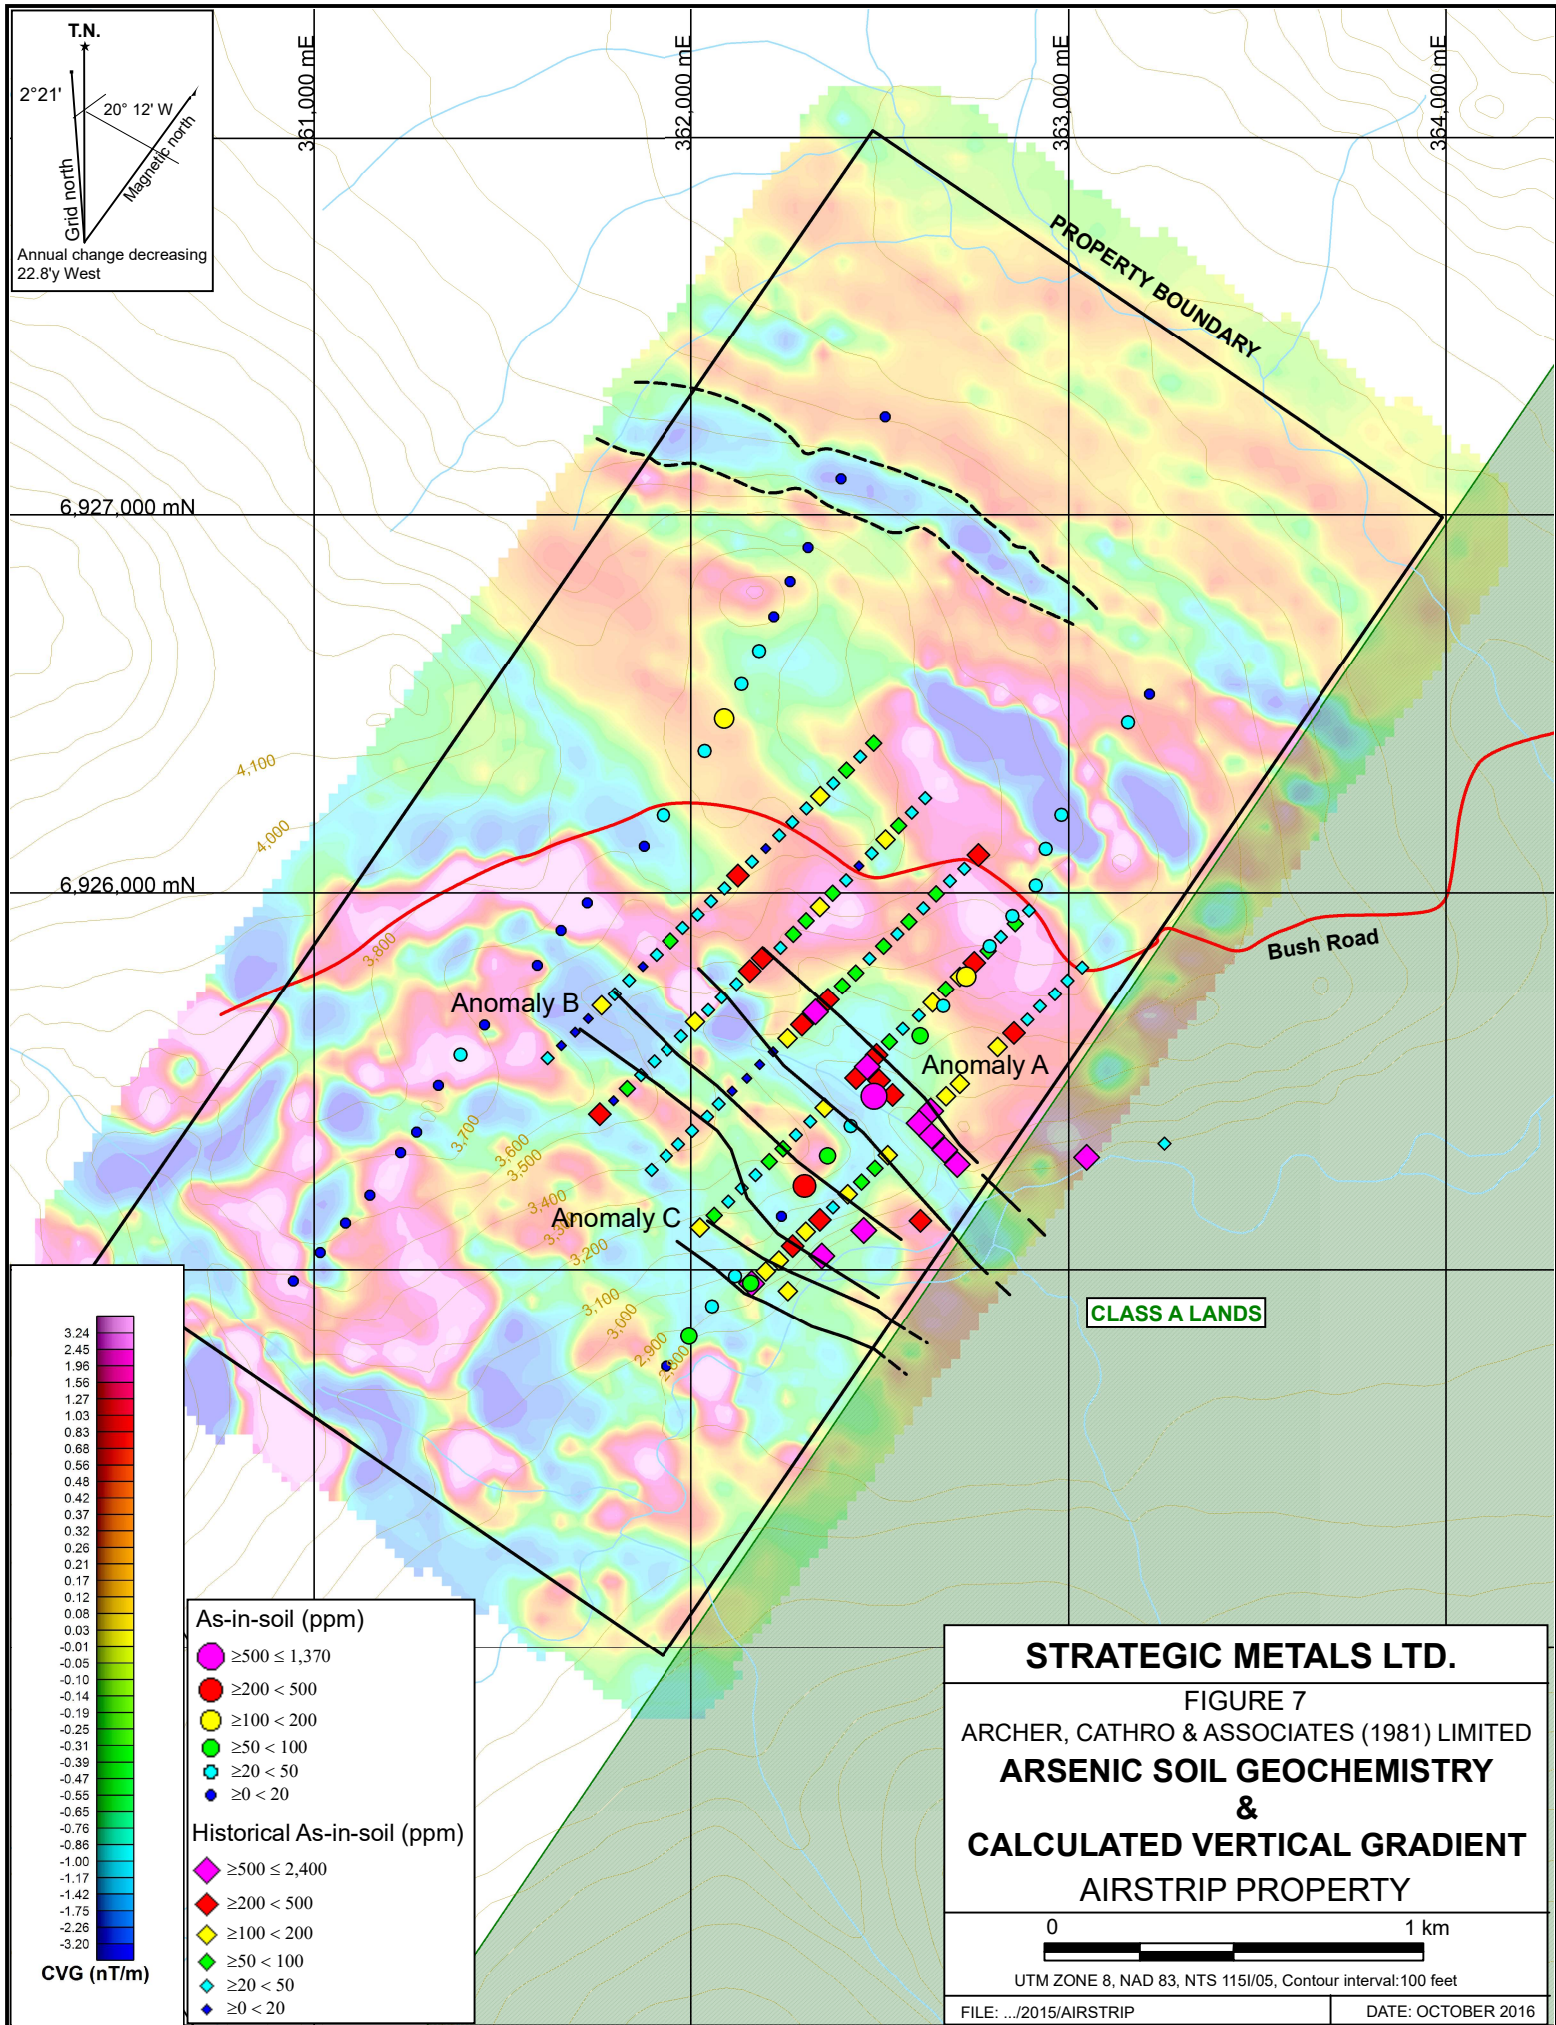 T.N.
2°21'
20° 12' W
Grid north
Magnetic north
Annual change decreasing
22.8'y West
361,000 mE
362,000 mE
363,000 mE
364,000 mE
PROPERTY BOUNDARY
6,927,000 mN
4,100
4,000
6,926,000 mN
3,800
Bush Road
Anomaly B
Anomaly A
3,700
3,600
3,500
3,400
Anomaly C
3,200
3,100
3,000
2,900
2,800
CLASS A LANDS
3.24
2.45
1.96
1.56
1.27
1.03
0.83
0.68
0.56
0.48
0.42
0.37
0.32
0.26
0.21
0.17
0.12
0.08
0.03
-0.01
-0.05
-0.10
-0.14
-0.19
-0.25
-0.31
-0.39
-0.47
-0.55
-0.65
-0.76
-0.86
-1.00
-1.17
-1.42
-1.75
-2.26
-3.20
CVG (nT/m)
As-in-soil (ppm)
≥500 ≤ 1,370
≥200 < 500
≥100 < 200
≥50 < 100
≥20 < 50
≥0 < 20
Historical As-in-soil (ppm)
≥500 ≤ 2,400
≥200 < 500
≥100 < 200
≥50 < 100
≥20 < 50
≥0 < 20
STRATEGIC METALS LTD.
FIGURE 7
ARCHER, CATHRO & ASSOCIATES (1981) LIMITED
ARSENIC SOIL GEOCHEMISTRY
&
CALCULATED VERTICAL GRADIENT
AIRSTRIP PROPERTY
0 1 km
UTM ZONE 8, NAD 83, NTS 115I/05, Contour interval:100 feet
FILE: .../2015/AIRSTRIP
DATE: OCTOBER 2016